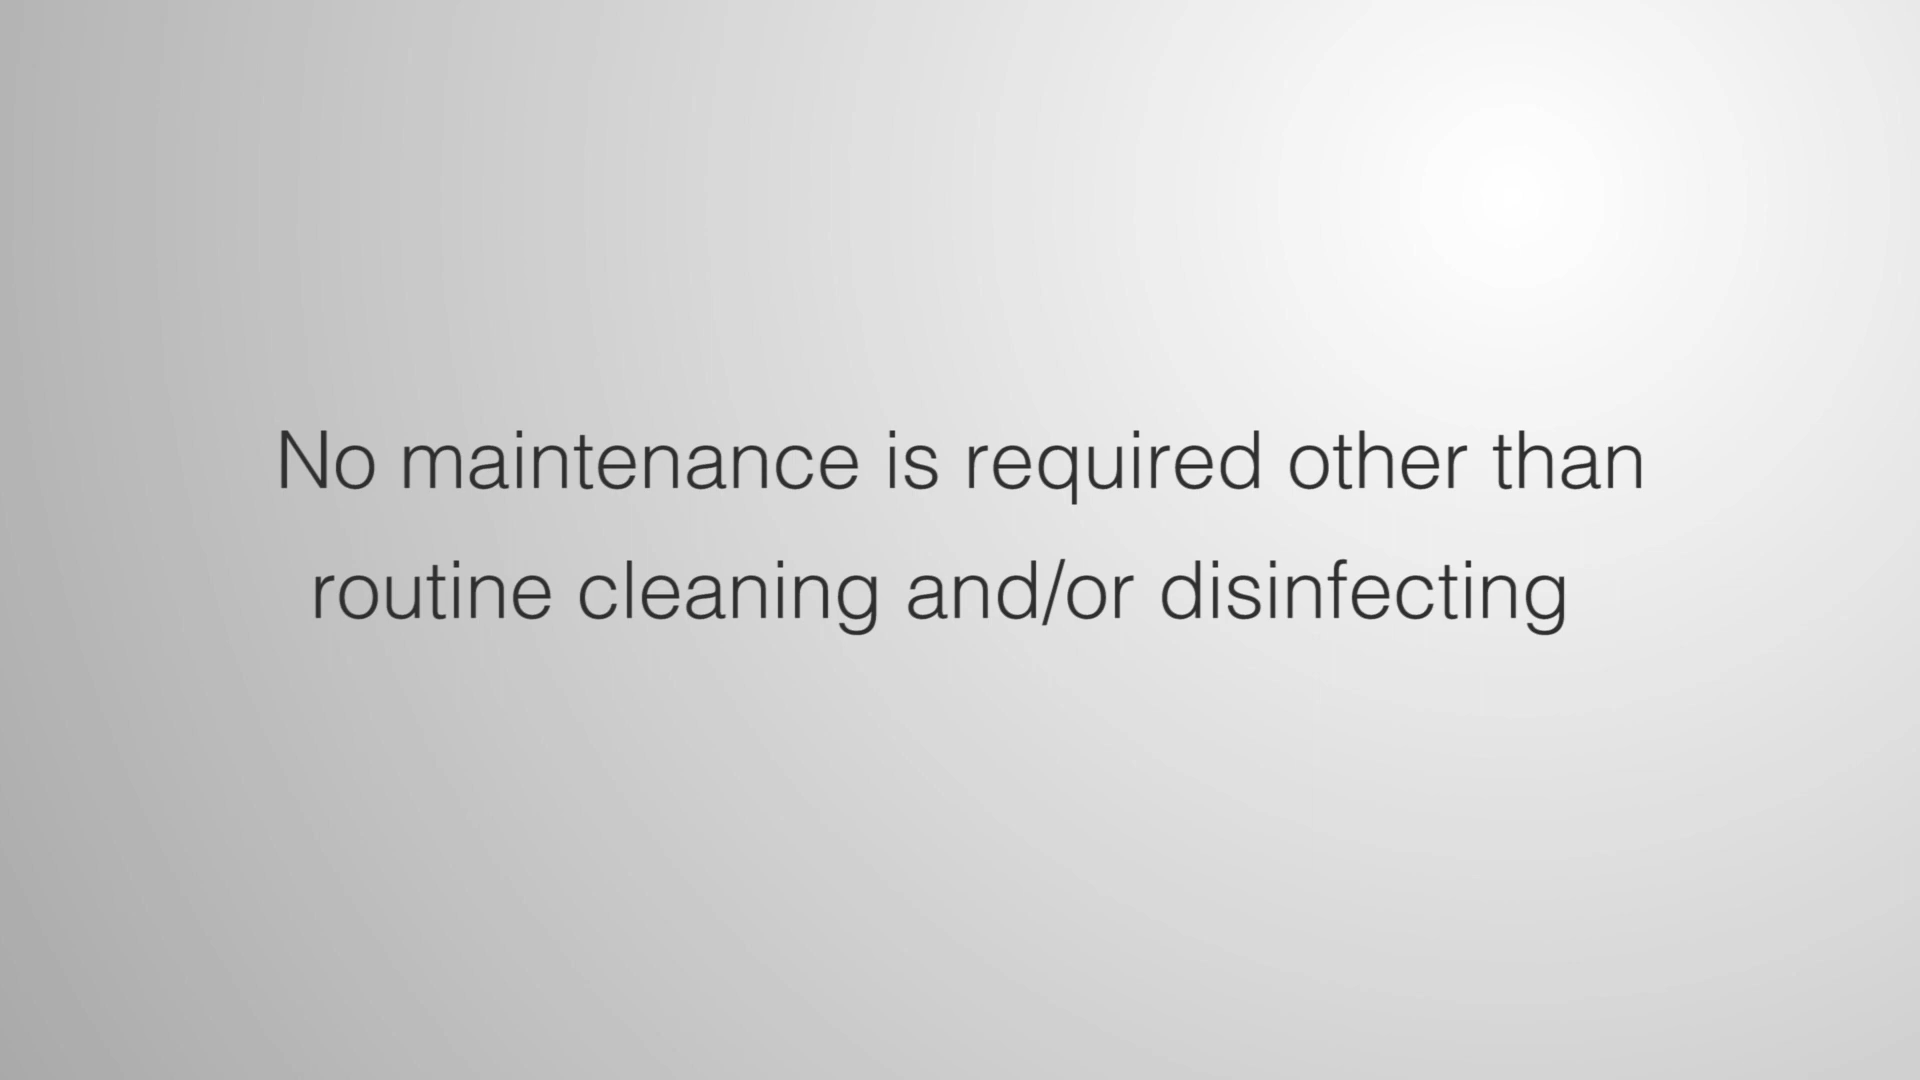 No maintenance is required other than
routine cleaning and/or disinfecting